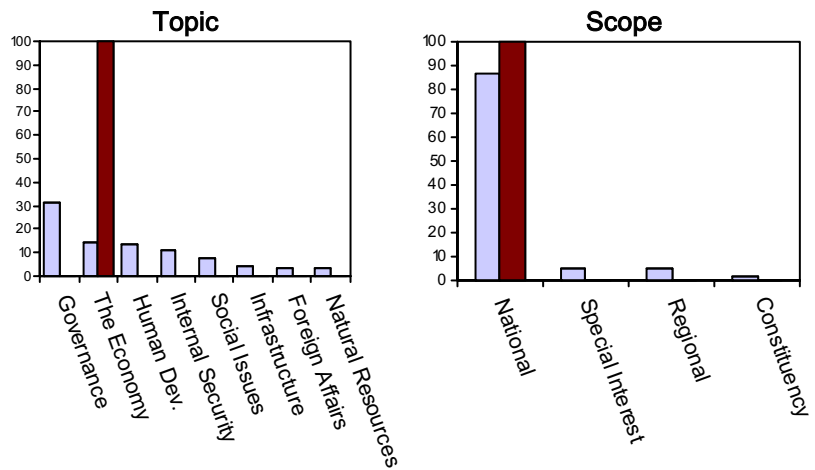 Topic
100
90
80
70
60
50
40
30
20
10
0
Governance
The Economy
Human Dev.
Internal Security
Social Issues
Infrastructure
Foreign Affairs
Natural Resources
Scope
100
90
80
70
60
50
40
30
20
10
0
National
Special Interest
Regional
Constituency